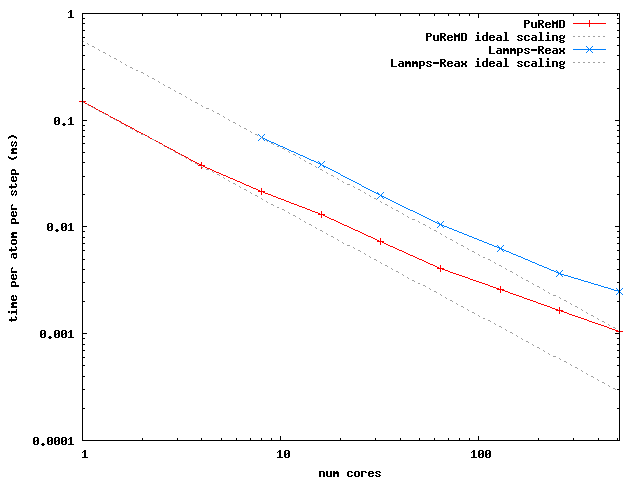 1
0.1
0.01
0.001
0.0001
time per atom per step (ms)
PuReMD
PuReMD ideal scaling
Lammps-Reax
Lammps-Reax ideal scaling
1
10
100
num cores